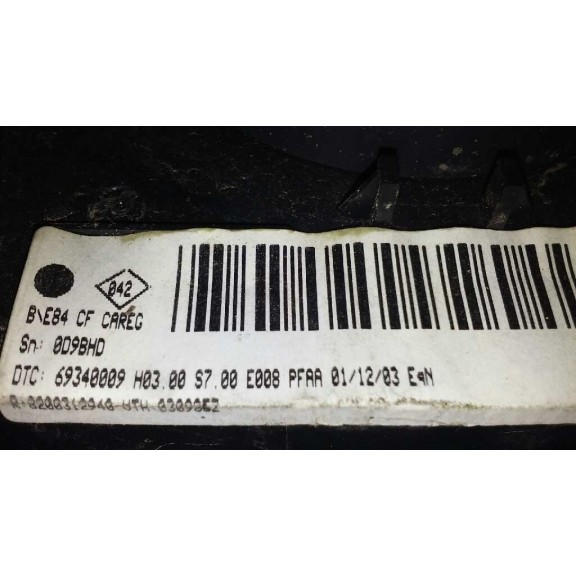 042
B\E84 CF CAREG
Sn: 0D9BHD
DTC: 69340009 H03.00 S7.00 E008 PFAA 01/12/03 EqN